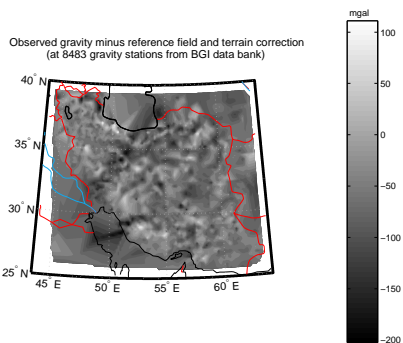 mgal
Observed gravity minus reference field and terrain correction
(at 8483 gravity stations from BGI data bank)
100
50
0
−50
−100
−150
−200
40° N
35° N
30° N
25° N
45° E
50° E
55° E
60° E